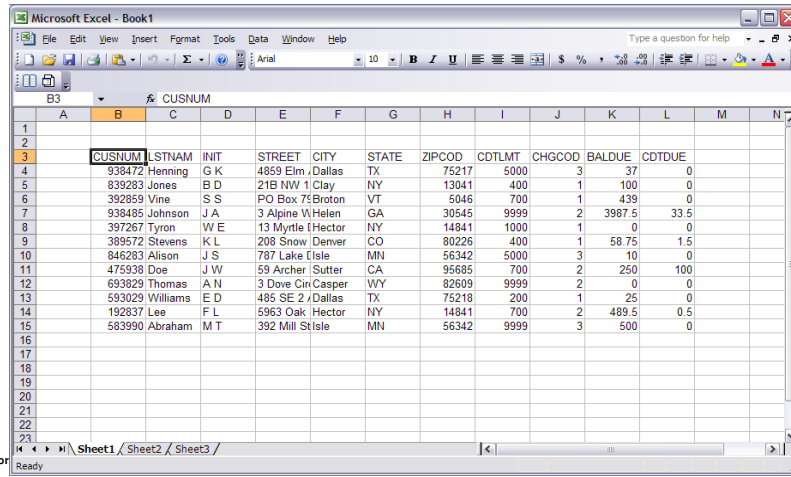 Microsoft Excel - Book1
File Edit View Insert Format Tools Data Window Help Type a question for help
Arial 10 B I U $ % ,
B3 fx CUSNUM
A B C D E F G H I J K L M N
1
2
3 CUSNUM LSTNAM INIT STREET CITY STATE ZIPCOD CDTLMT CHGCOD BALDUE CDTDUE
4 938472 Henning G K 4859 Elm Dallas TX 75217 5000 3 37 0
5 839283 Jones B D 21B NW 1 Clay NY 13041 400 1 100 0
6 392859 Vine S S PO Box 79 Broton VT 5046 700 1 439 0
7 938485 Johnson J A 3 Alpine W Helen GA 30545 9999 2 3987.5 33.5
8 397267 Tyron W E 13 Myrtle Hector NY 14841 1000 1 0 0
9 389572 Stevens K L 208 Snow Denver CO 80226 400 1 58.75 1.5
10 846283 Alison J S 787 Lake Isle MN 56342 5000 3 10 0
11 475938 Doe J W 59 Archer Sutter CA 95685 700 2 250 100
12 693829 Thomas A N 3 Dove Cir Casper WY 82609 9999 2 0 0
13 593029 Williams E D 485 SE 2 Dallas TX 75218 200 1 25 0
14 192837 Lee F L 5963 Oak Hector NY 14841 700 2 489.5 0.5
15 583990 Abraham M T 392 Mill St Isle MN 56342 9999 3 500 0
16
17
18
19
20
21
22
23
Sheet1 Sheet2 Sheet3
or
Ready